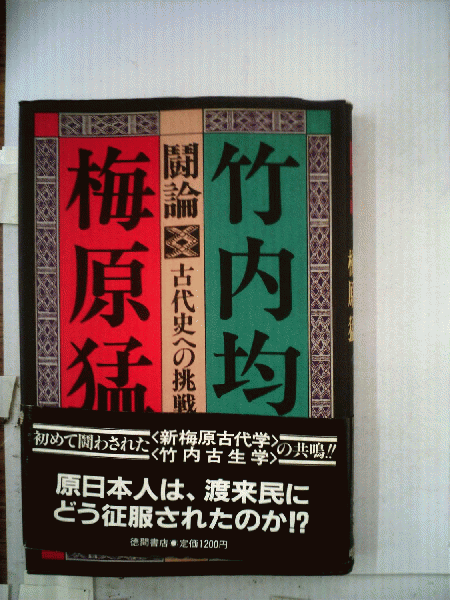 竹内均
闘論
古代史への挑戦
梅原猛
初めて闘わされた〈新梅原古代学〉〈竹内古生学〉の共鳴!!
原日本人は、渡来民に
どう征服されたのか!?
徳間書店●定価1200円
梅原猛